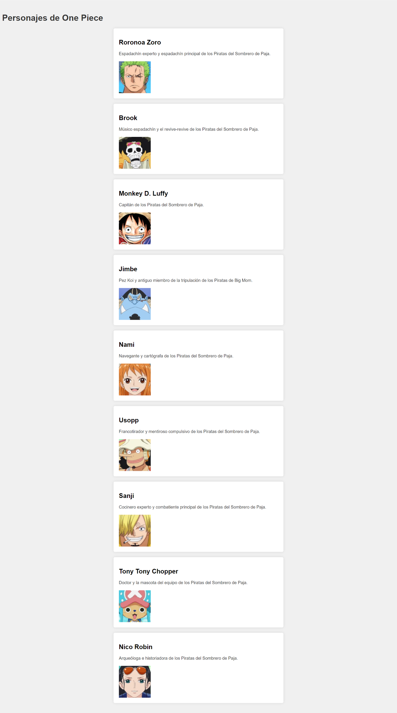 Personajes de One Piece
Roronoa Zoro
Espadachín experto y espadachín principal de los Piratas del Sombrero de Paja.
Brook
Músico espadachín y el revive-revive de los Piratas del Sombrero de Paja.
Monkey D. Luffy
Capitán de los Piratas del Sombrero de Paja.
Jimbe
Pez Koi y antiguo miembro de la tripulación de los Piratas de Big Mom.
Nami
Navegante y cartógrafa de los Piratas del Sombrero de Paja.
Usopp
Francotirador y mentiroso compulsivo de los Piratas del Sombrero de Paja.
Sanji
Cocinero experto y combatiente principal de los Piratas del Sombrero de Paja.
Tony Tony Chopper
Doctor y la mascota del equipo de los Piratas del Sombrero de Paja.
Nico Robin
Arqueóloga e historiadora de los Piratas del Sombrero de Paja.